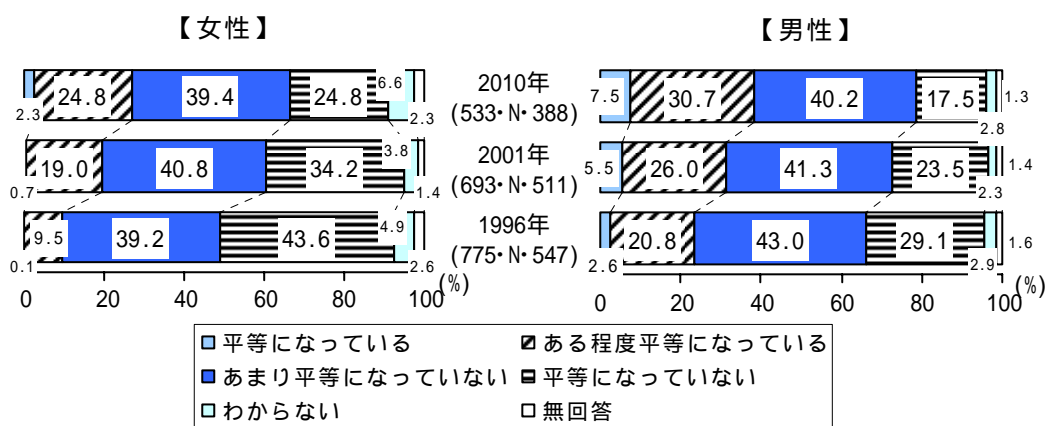 【女性】 【男性】
24.8 39.4 24.8 6.6 2010年 7.5 30.7 40.2 17.5 1.3
2.3 2.3 (533・N・388) 2.8
19.0 40.8 34.2 3.8 2001年 5.5 26.0 41.3 23.5 1.4
0.7 1.4 (693・N・511) 2.3
9.5 39.2 43.6 4.9 1996年 20.8 43.0 29.1 1.6
0.1 2.6 (775・N・547) 2.6 2.9
0 20 40 60 80 100 (%) 0 20 40 60 80 100 (%)
平等になっている ある程度平等になっている
あまり平等になっていない 平等になっていない
わからない 無回答